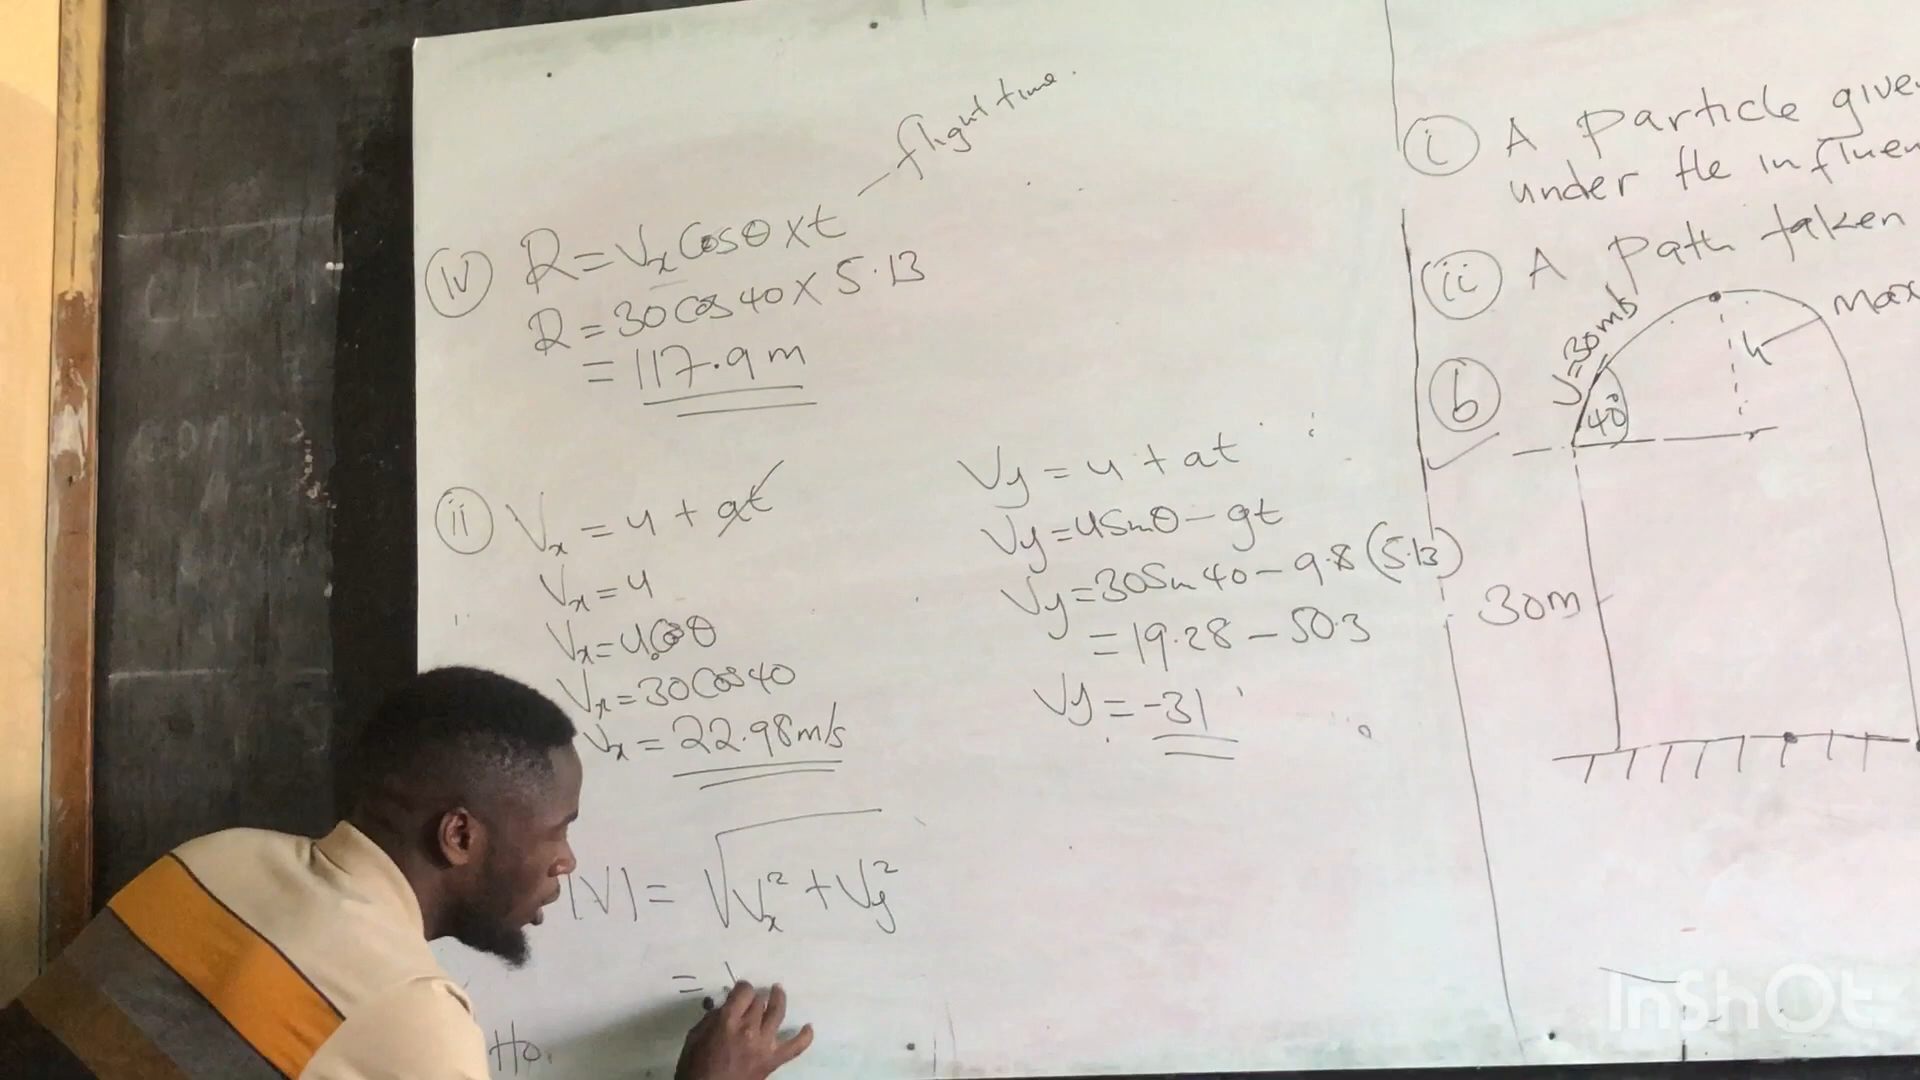 flight time.
iv R = Vx Cosθ x t
R = 30 Cos 40 x 5.13
= 117.9 m
ii Vx = u + at
Vx = u
Vx = u Cosθ
Vx = 30 Cos 40
Vx = 22.98 m/s
Vy = u + at
Vy = u Sinθ - gt
Vy = 30 Sin 40 - 9.8 (5.13)
= 19.28 - 50.3
Vy = -31
|V| = √Vx² + Vy²
=
Ho.
i A Particle give
under the influen
ii A Path taken
b U=30m/s
40°
h
Max
30m
InShOt